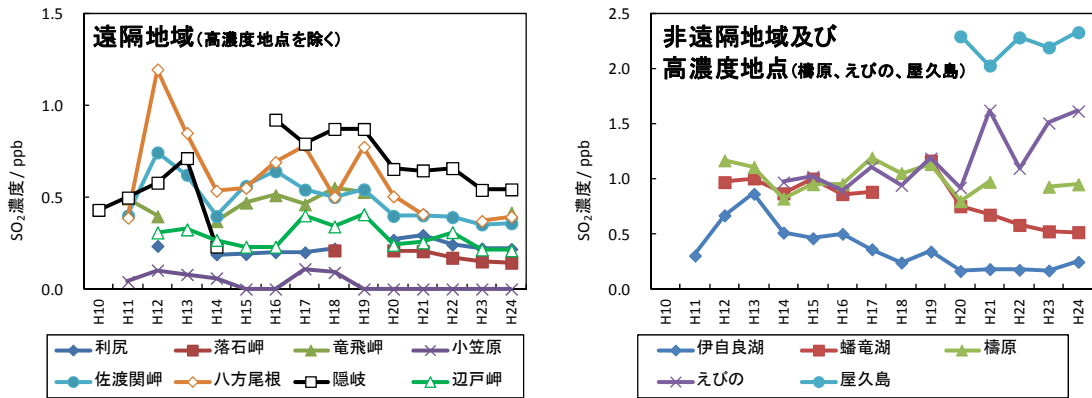 遠隔地域(高濃度地点を除く)
SO₂濃度 / ppb
1.5
1.0
0.5
0.0
H10 H11 H12 H13 H14 H15 H16 H17 H18 H19 H20 H21 H22 H23 H24
利尻 落石岬 竜飛岬 小笠原
佐渡関岬 八方尾根 隠岐 辺戸岬
非遠隔地域及び
高濃度地点(檮原、えびの、屋久島)
SO₂濃度 / ppb
2.5
2.0
1.5
1.0
0.5
0.0
H10 H11 H12 H13 H14 H15 H16 H17 H18 H19 H20 H21 H22 H23 H24
伊自良湖 蟠竜湖 檮原
えびの 屋久島